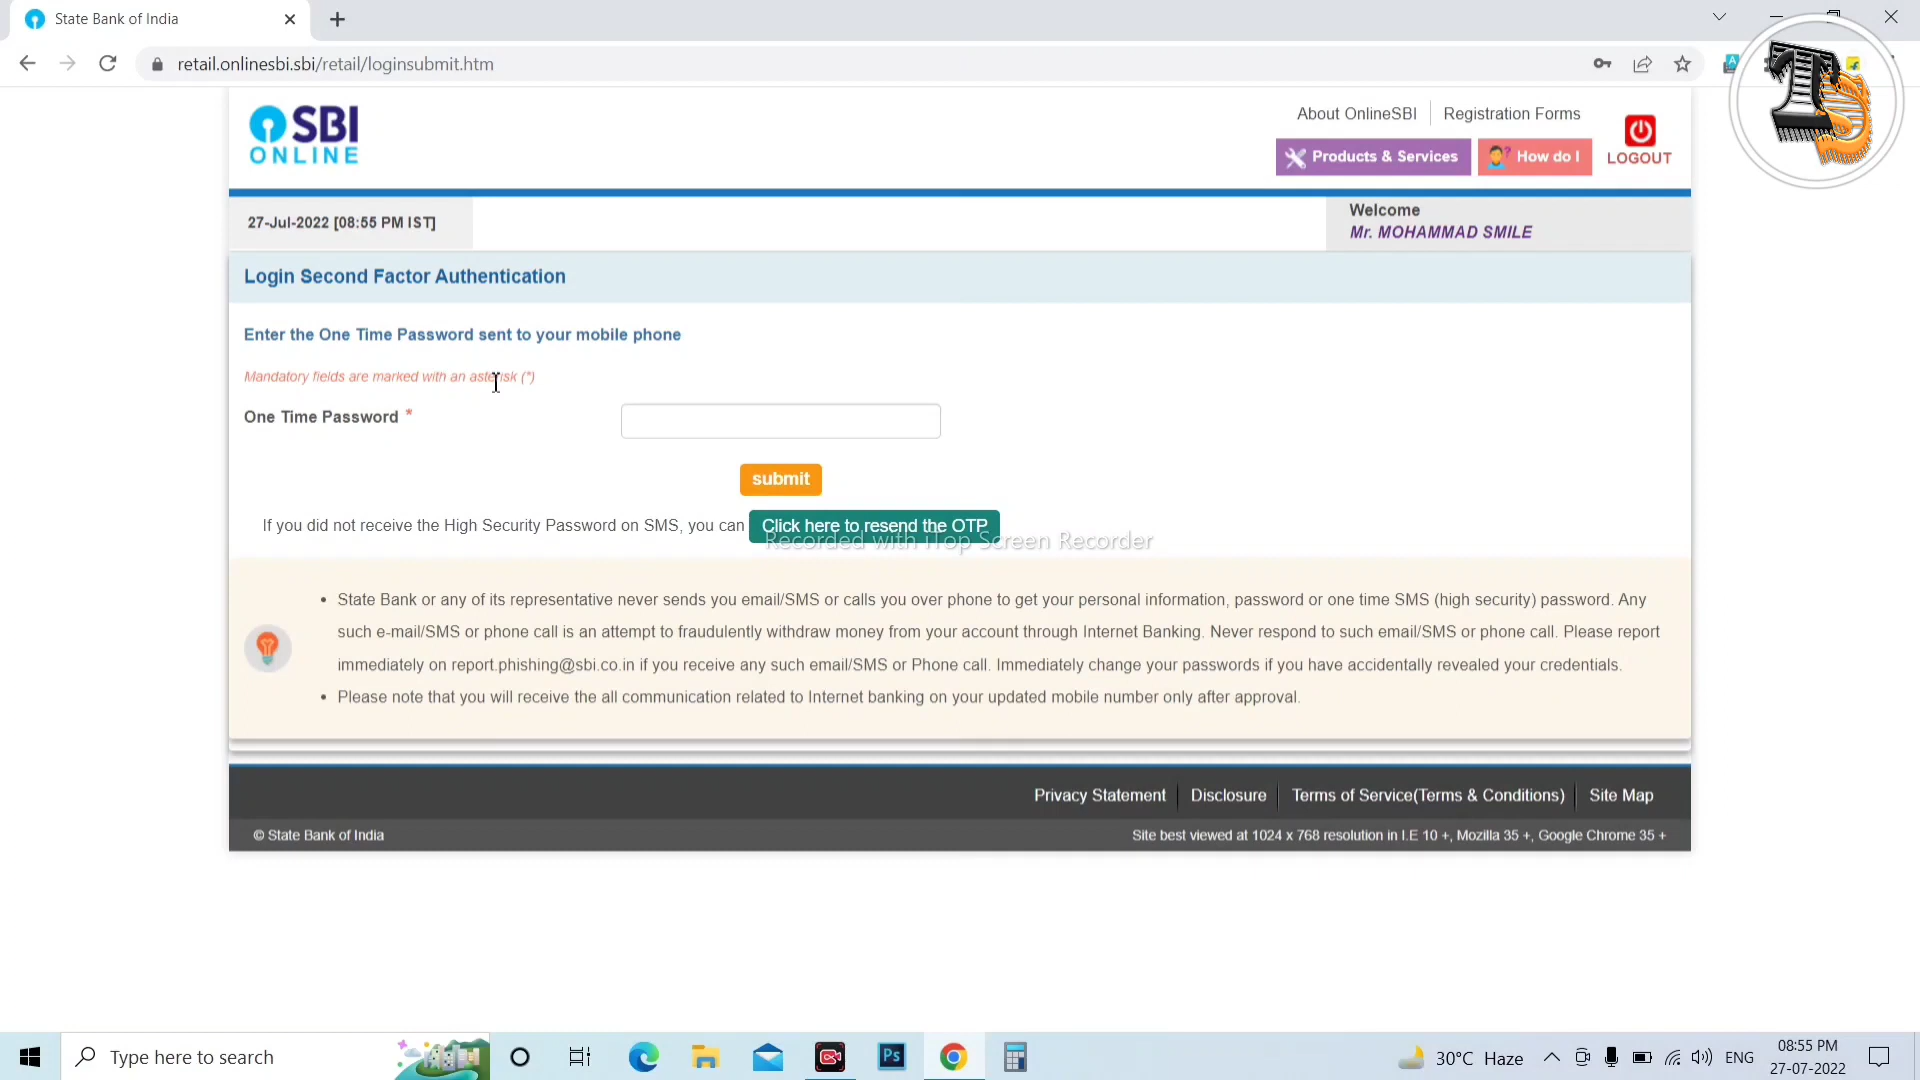 State Bank of India
retail.onlinesbi.sbi/retail/loginsubmit.htm
SBI
ONLINE
About OnlineSBI
Registration Forms
Products & Services
How do I
LOGOUT
TS
27-Jul-2022 [08:55 PM IST]
Welcome
Mr. MOHAMMAD SMILE
Login Second Factor Authentication
Enter the One Time Password sent to your mobile phone
Mandatory fields are marked with an asterisk (*)
One Time Password *
submit
If you did not receive the High Security Password on SMS, you can Click here to resend the OTP
Recorded with iTop Screen Recorder
• State Bank or any of its representative never sends you email/SMS or calls you over phone to get your personal information, password or one time SMS (high security) password. Any
such e-mail/SMS or phone call is an attempt to fraudulently withdraw money from your account through Internet Banking. Never respond to such email/SMS or phone call. Please report
immediately on report.phishing@sbi.co.in if you receive any such email/SMS or Phone call. Immediately change your passwords if you have accidentally revealed your credentials.
• Please note that you will receive the all communication related to Internet banking on your updated mobile number only after approval.
Privacy Statement
Disclosure
Terms of Service(Terms & Conditions)
Site Map
© State Bank of India
Site best viewed at 1024 x 768 resolution in I.E 10 +, Mozilla 35 +, Google Chrome 35 +
Type here to search
Ps
30°C Haze
ENG
08:55 PM
27-07-2022